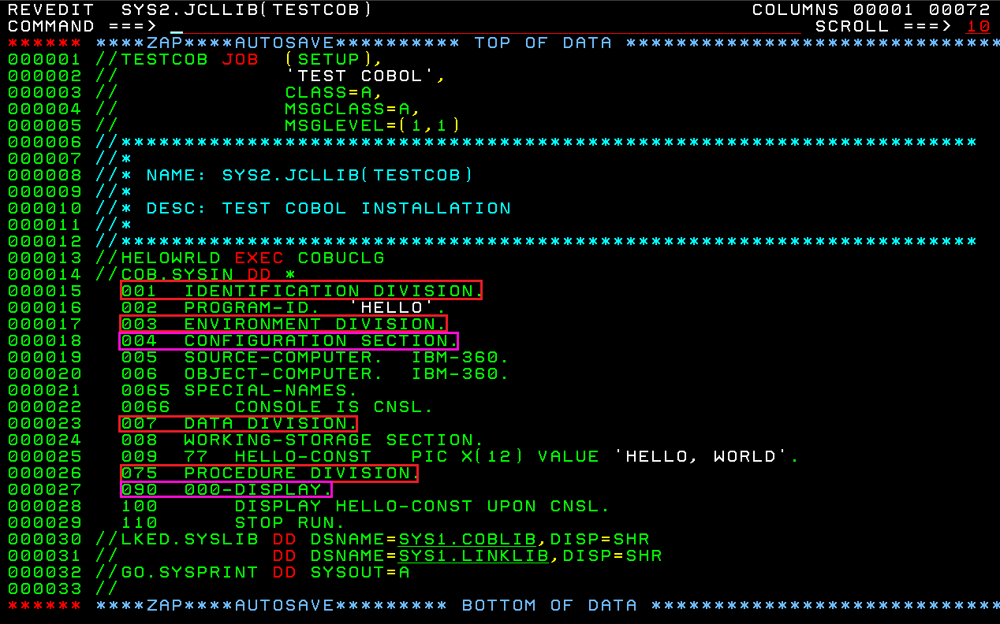 REVEDIT  SYS2.JCLLIB(TESTCOB)                              COLUMNS 00001 00072
COMMAND ===> _                                                  SCROLL ===> 10
****** ****ZAP****AUTOSAVE********** TOP OF DATA ******************************
000001 //TESTCOB JOB  (SETUP),
000002 //             'TEST COBOL',
000003 //             CLASS=A,
000004 //             MSGCLASS=A,
000005 //             MSGLEVEL=(1,1)
000006 //********************************************************************
000007 //*
000008 //* NAME: SYS2.JCLLIB(TESTCOB)
000009 //*
000010 //* DESC: TEST COBOL INSTALLATION
000011 //*
000012 //********************************************************************
000013 //HELOWRLD EXEC COBUCLG
000014 //COB.SYSIN DD *
000015   001  IDENTIFICATION DIVISION.
000016   002  PROGRAM-ID.  'HELLO'.
000017   003  ENVIRONMENT DIVISION.
000018   004  CONFIGURATION SECTION.
000019   005  SOURCE-COMPUTER.  IBM-360.
000020   006  OBJECT-COMPUTER.  IBM-360.
000021   0065 SPECIAL-NAMES.
000022   0066     CONSOLE IS CNSL.
000023   007  DATA DIVISION.
000024   008  WORKING-STORAGE SECTION.
000025   009  77  HELLO-CONST   PIC X(12) VALUE 'HELLO, WORLD'.
000026   075  PROCEDURE DIVISION.
000027   090  000-DISPLAY.
000028   100      DISPLAY HELLO-CONST UPON CNSL.
000029   110      STOP RUN.
000030 //LKED.SYSLIB DD DSNAME=SYS1.COBLIB,DISP=SHR
000031 //            DD DSNAME=SYS1.LINKLIB,DISP=SHR
000032 //GO.SYSPRINT DD SYSOUT=A
000033 //
****** ****ZAP****AUTOSAVE********* BOTTOM OF DATA ****************************